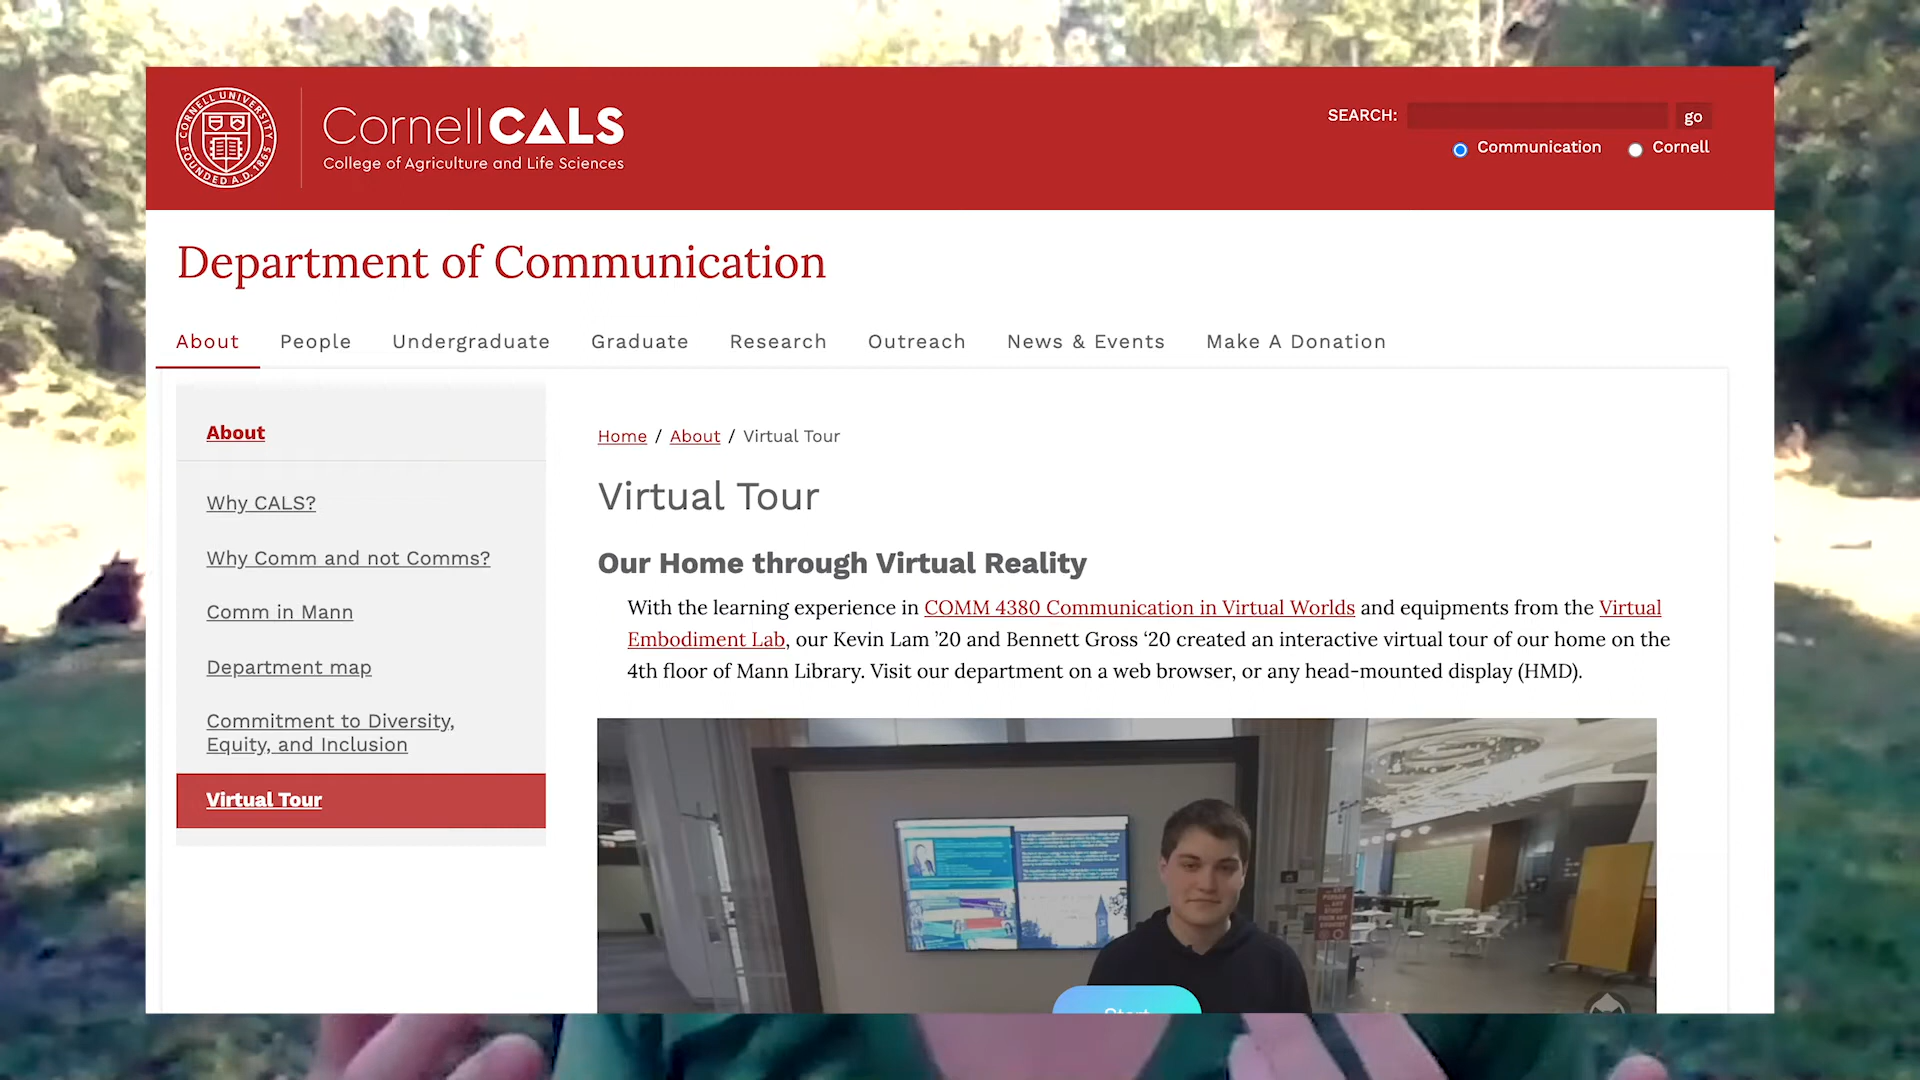 CORNELL UNIVERSITY
FOUNDED A.D. 1865
CornellCALS
College of Agriculture and Life Sciences
SEARCH:
go
Communication
Cornell
Department of Communication
About
People
Undergraduate
Graduate
Research
Outreach
News & Events
Make A Donation
About
Why CALS?
Why Comm and not Comms?
Comm in Mann
Department map
Commitment to Diversity,
Equity, and Inclusion
Virtual Tour
Home / About / Virtual Tour
Virtual Tour
Our Home through Virtual Reality
With the learning experience in COMM 4380 Communication in Virtual Worlds and equipments from the Virtual
Embodiment Lab, our Kevin Lam ’20 and Bennett Gross ‘20 created an interactive virtual tour of our home on the
4th floor of Mann Library. Visit our department on a web browser, or any head-mounted display (HMD).
Start